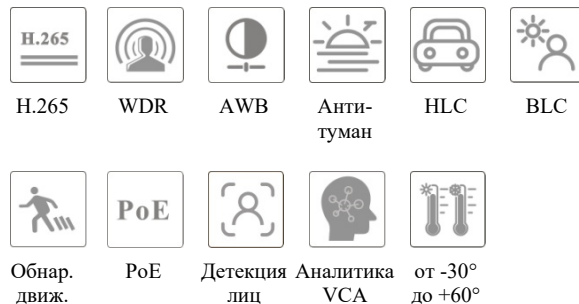 H.265
H.265 WDR AWB Анти-туман HLC BLC
PoE
Обнар. движ. PoE Детекция лиц Аналитика VCA от -30° до +60°